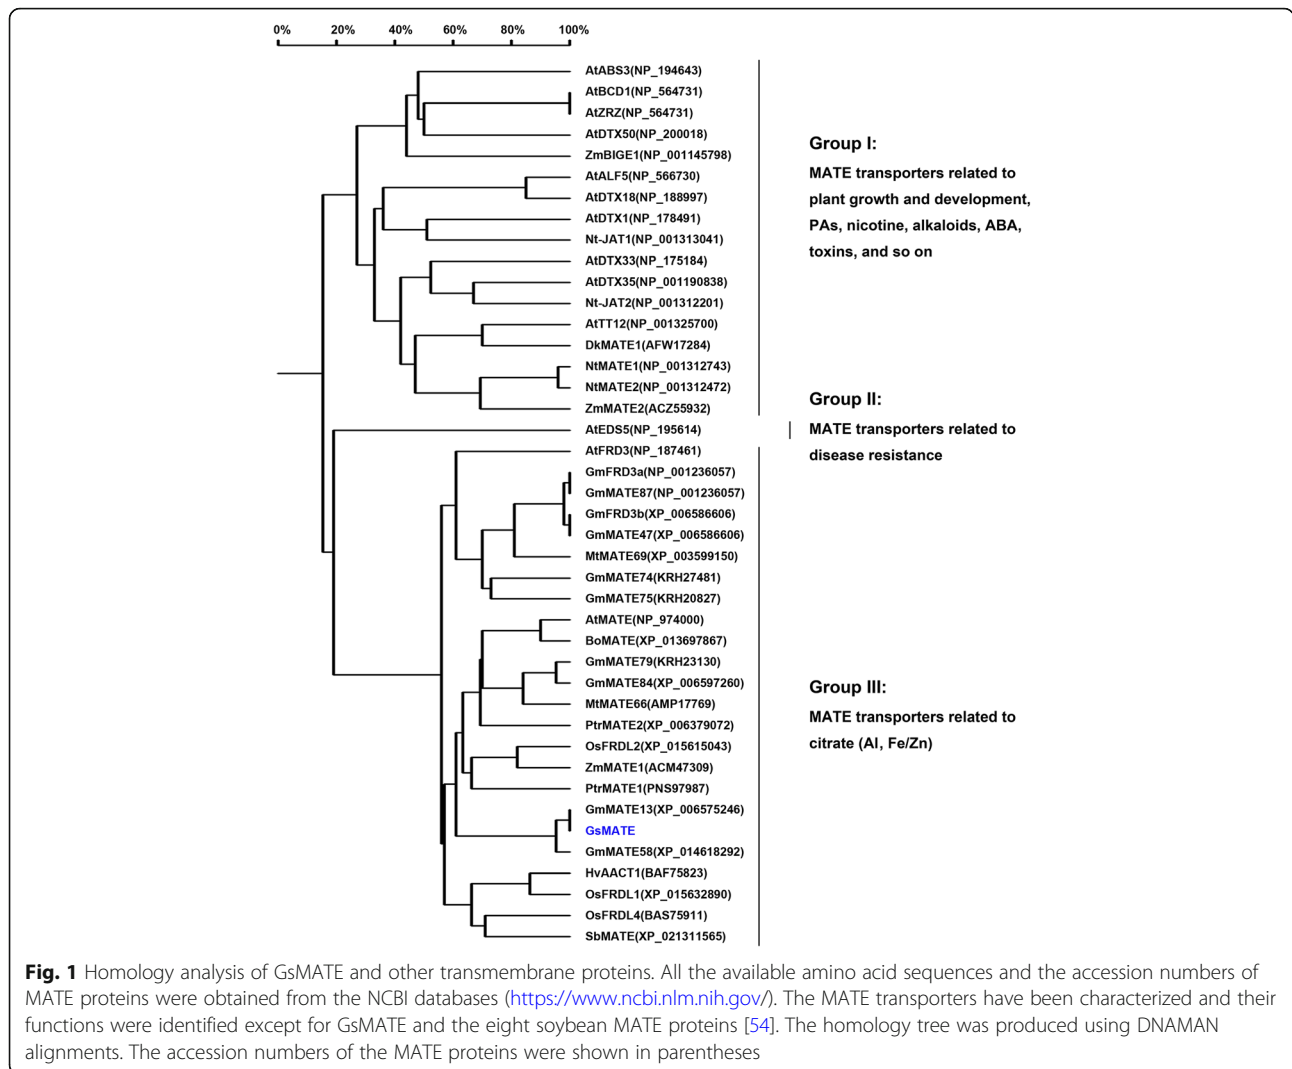 0% 20% 40% 60% 80% 100%
AtABS3(NP_194643)
AtBCD1(NP_564731)
AtZRZ(NP_564731)
AtDTX50(NP_200018)
ZmBIGE1(NP_001145798)
AtALF5(NP_566730)
AtDTX18(NP_188997)
AtDTX1(NP_178491)
Nt-JAT1(NP_001313041)
AtDTX33(NP_175184)
AtDTX35(NP_001190838)
Nt-JAT2(NP_001312201)
AtTT12(NP_001325700)
DkMATE1(AFW17284)
NtMATE1(NP_001312743)
NtMATE2(NP_001312472)
ZmMATE2(ACZ55932)
AtEDS5(NP_195614)
AtFRD3(NP_187461)
GmFRD3a(NP_001236057)
GmMATE87(NP_001236057)
GmFRD3b(XP_006586606)
GmMATE47(XP_006586606)
MtMATE69(XP_003599150)
GmMATE74(KRH27481)
GmMATE75(KRH20827)
AtMATE(NP_974000)
BoMATE(XP_013697867)
GmMATE79(KRH23130)
GmMATE84(XP_006597260)
MtMATE66(AMP17769)
PtrMATE2(XP_006379072)
OsFRDL2(XP_015615043)
ZmMATE1(ACM47309)
PtrMATE1(PNS97987)
GmMATE13(XP_006575246)
GsMATE
GmMATE58(XP_014618292)
HvAACT1(BAF75823)
OsFRDL1(XP_015632890)
OsFRDL4(BAS75911)
SbMATE(XP_021311565)
Group I:
MATE transporters related to
plant growth and development,
PAs, nicotine, alkaloids, ABA,
toxins, and so on
Group II:
MATE transporters related to
disease resistance
Group III:
MATE transporters related to
citrate (Al, Fe/Zn)
Fig. 1 Homology analysis of GsMATE and other transmembrane proteins. All the available amino acid sequences and the accession numbers of
MATE proteins were obtained from the NCBI databases (https://www.ncbi.nlm.nih.gov/). The MATE transporters have been characterized and their
functions were identified except for GsMATE and the eight soybean MATE proteins [54]. The homology tree was produced using DNAMAN
alignments. The accession numbers of the MATE proteins were shown in parentheses